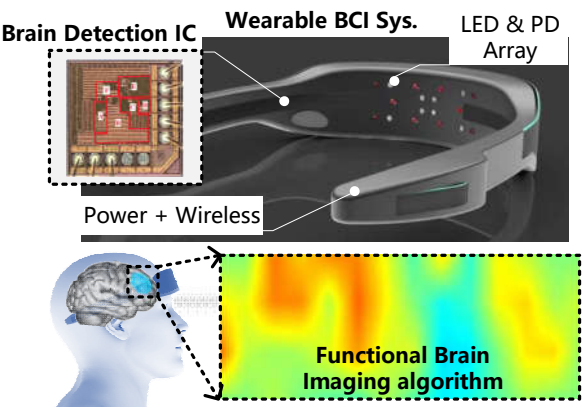 Brain Detection IC
Wearable BCI Sys.
LED & PD
Array
Power + Wireless
Functional Brain
Imaging algorithm